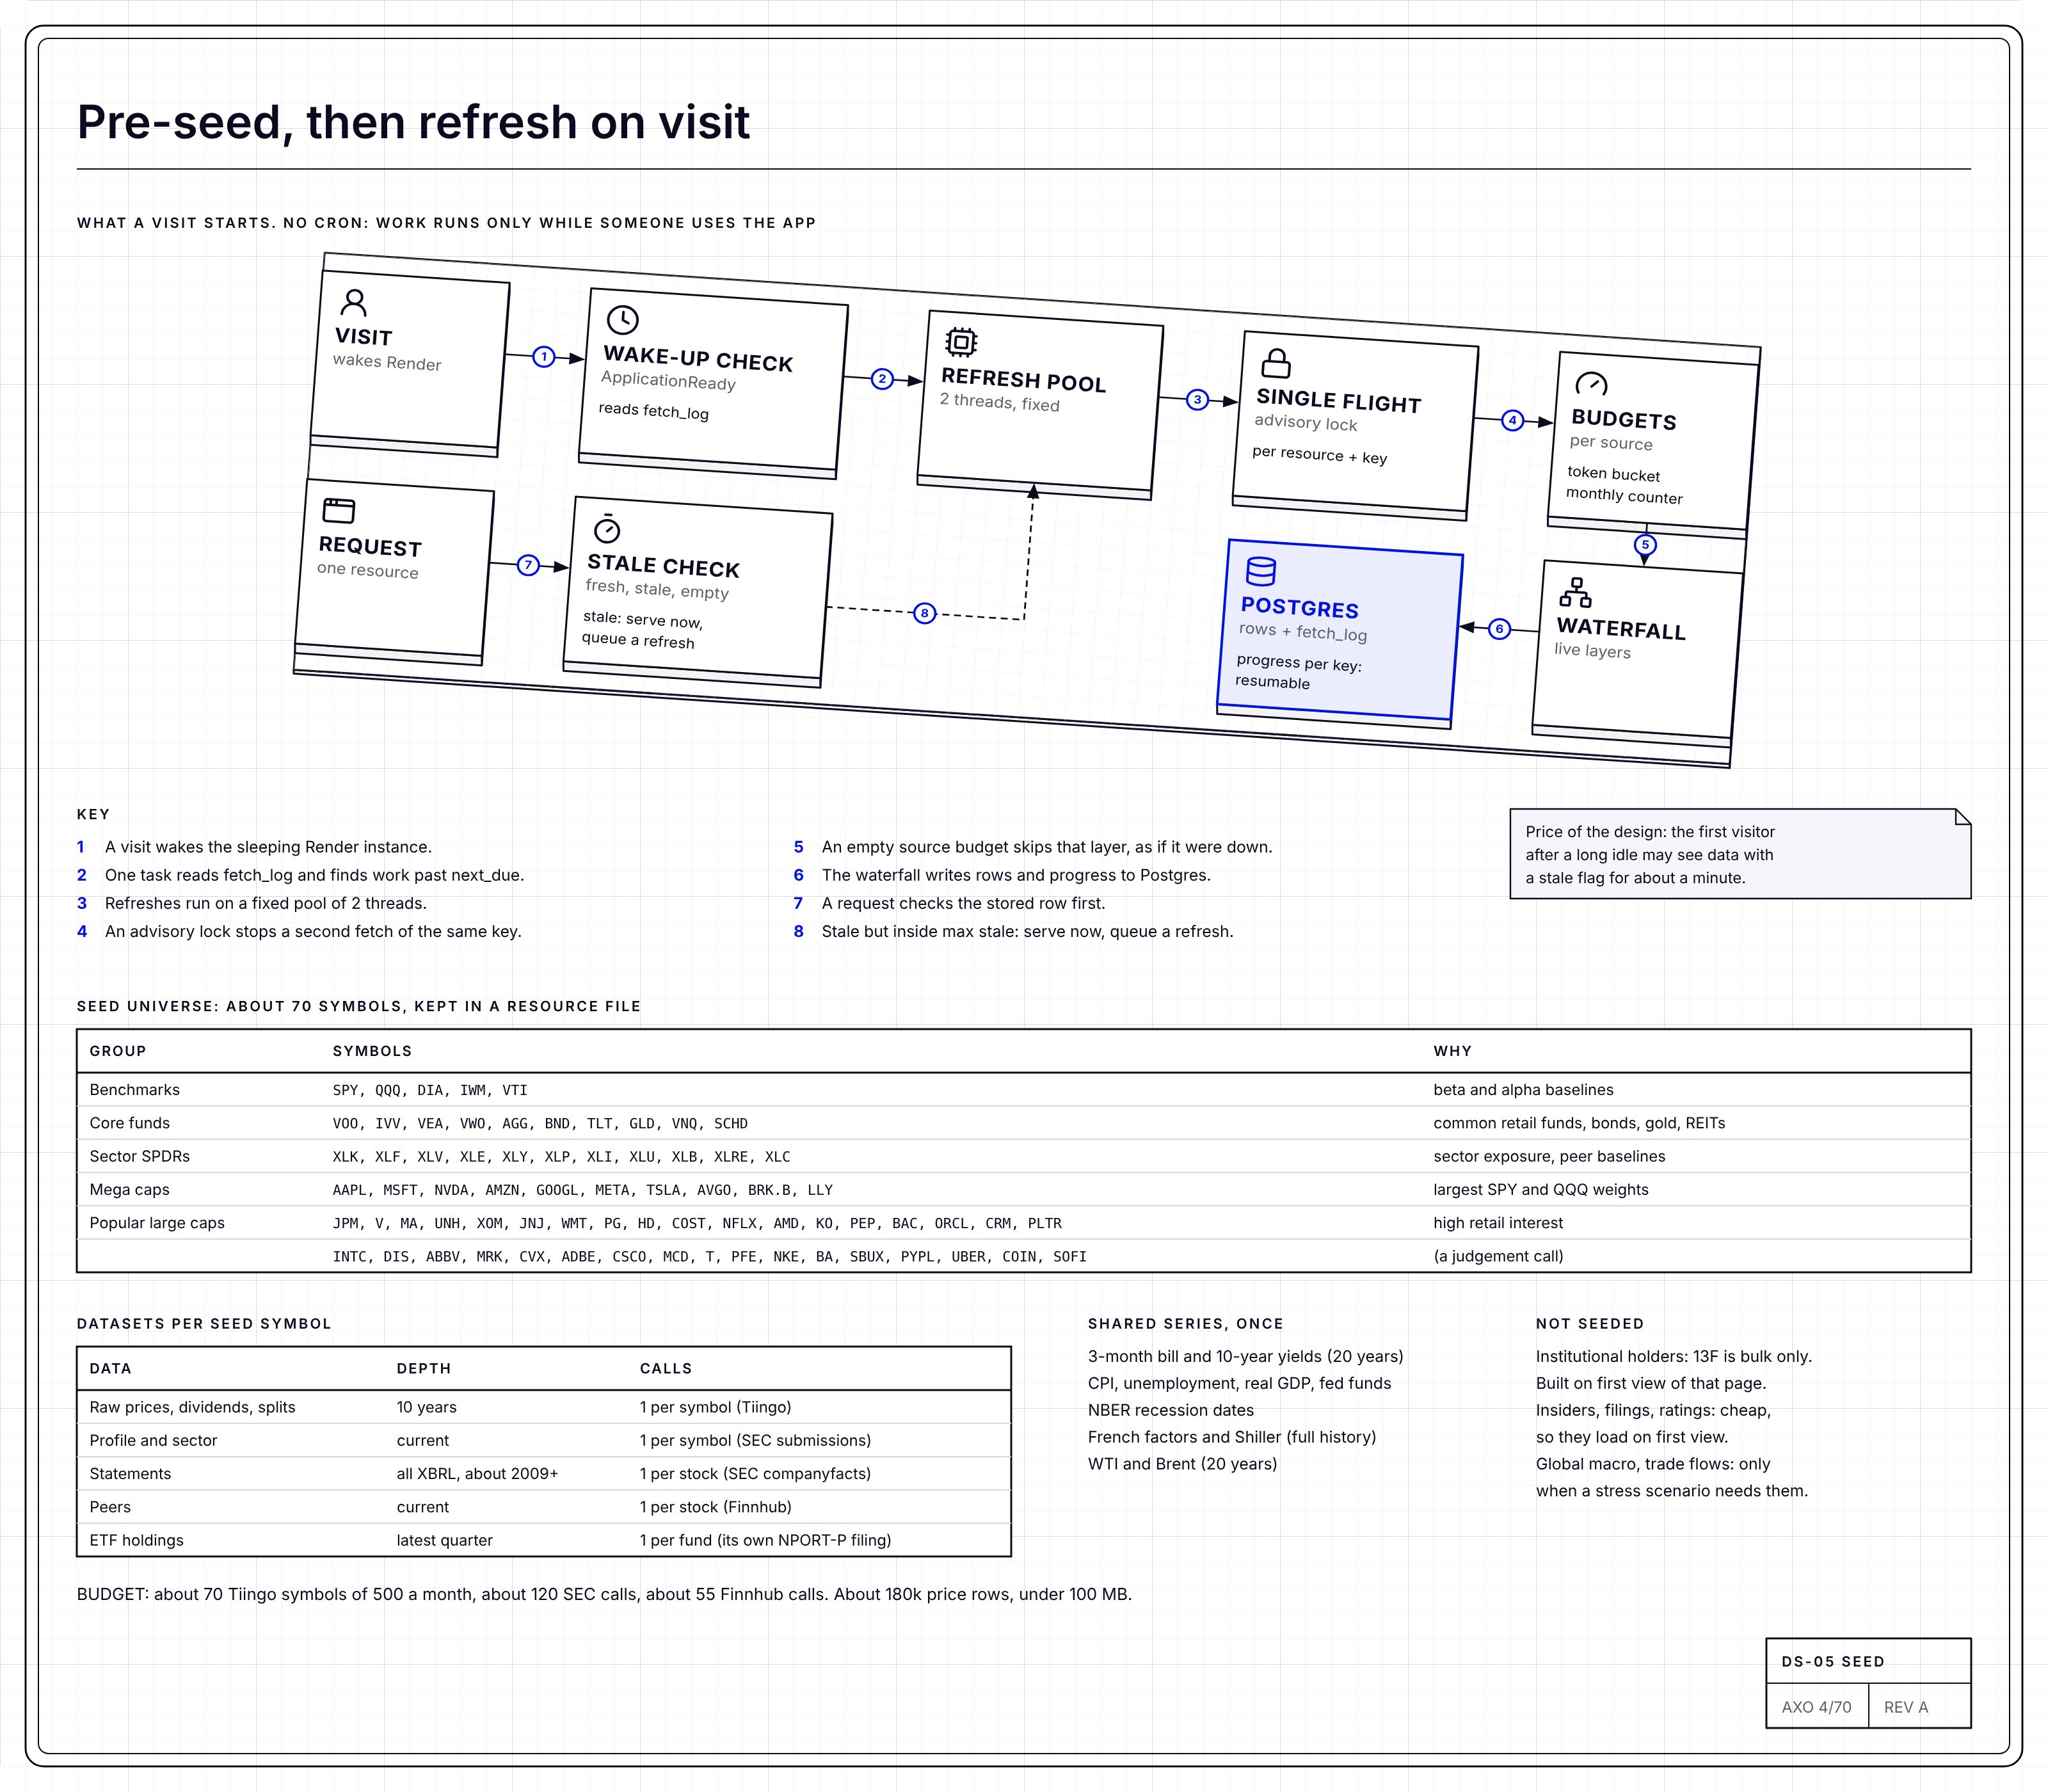 Pre-seed, then refresh on visit
WHAT A VISIT STARTS. NO CRON: WORK RUNS ONLY WHILE SOMEONE USES THE APP
VISIT
wakes Render
1
WAKE-UP CHECK
ApplicationReady
reads fetch_log
2
REFRESH POOL
2 threads, fixed
3
SINGLE FLIGHT
advisory lock
per resource + key
4
BUDGETS
per source
token bucket
monthly counter
5
REQUEST
one resource
7
STALE CHECK
fresh, stale, empty
stale: serve now,
queue a refresh
8
POSTGRES
rows + fetch_log
progress per key:
resumable
6
WATERFALL
live layers
KEY
1 A visit wakes the sleeping Render instance.
2 One task reads fetch_log and finds work past next_due.
3 Refreshes run on a fixed pool of 2 threads.
4 An advisory lock stops a second fetch of the same key.
5 An empty source budget skips that layer, as if it were down.
6 The waterfall writes rows and progress to Postgres.
7 A request checks the stored row first.
8 Stale but inside max stale: serve now, queue a refresh.
Price of the design: the first visitor
after a long idle may see data with
a stale flag for about a minute.
SEED UNIVERSE: ABOUT 70 SYMBOLS, KEPT IN A RESOURCE FILE
GROUP SYMBOLS WHY
Benchmarks SPY, QQQ, DIA, IWM, VTI beta and alpha baselines
Core funds VOO, IVV, VEA, VWO, AGG, BND, TLT, GLD, VNQ, SCHD common retail funds, bonds, gold, REITs
Sector SPDRs XLK, XLF, XLV, XLE, XLY, XLP, XLI, XLU, XLB, XLRE, XLC sector exposure, peer baselines
Mega caps AAPL, MSFT, NVDA, AMZN, GOOGL, META, TSLA, AVGO, BRK.B, LLY largest SPY and QQQ weights
Popular large caps JPM, V, MA, UNH, XOM, JNJ, WMT, PG, HD, COST, NFLX, AMD, KO, PEP, BAC, ORCL, CRM, PLTR high retail interest
INTC, DIS, ABBV, MRK, CVX, ADBE, CSCO, MCD, T, PFE, NKE, BA, SBUX, PYPL, UBER, COIN, SOFI (a judgement call)
DATASETS PER SEED SYMBOL
DATA DEPTH CALLS
Raw prices, dividends, splits 10 years 1 per symbol (Tiingo)
Profile and sector current 1 per symbol (SEC submissions)
Statements all XBRL, about 2009+ 1 per stock (SEC companyfacts)
Peers current 1 per stock (Finnhub)
ETF holdings latest quarter 1 per fund (its own NPORT-P filing)
SHARED SERIES, ONCE
3-month bill and 10-year yields (20 years)
CPI, unemployment, real GDP, fed funds
NBER recession dates
French factors and Shiller (full history)
WTI and Brent (20 years)
NOT SEEDED
Institutional holders: 13F is bulk only.
Built on first view of that page.
Insiders, filings, ratings: cheap,
so they load on first view.
Global macro, trade flows: only
when a stress scenario needs them.
BUDGET: about 70 Tiingo symbols of 500 a month, about 120 SEC calls, about 55 Finnhub calls. About 180k price rows, under 100 MB.
DS-05 SEED
AXO 4/70 REV A